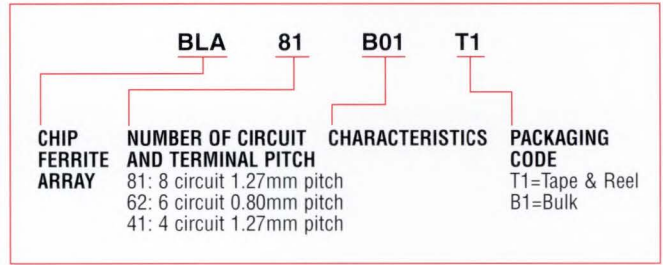 BLA 81 B01 T1
CHIP FERRITE ARRAY
NUMBER OF CIRCUIT AND TERMINAL PITCH
81: 8 circuit 1.27mm pitch
62: 6 circuit 0.80mm pitch
41: 4 circuit 1.27mm pitch
CHARACTERISTICS
PACKAGING CODE
T1=Tape & Reel
B1=Bulk